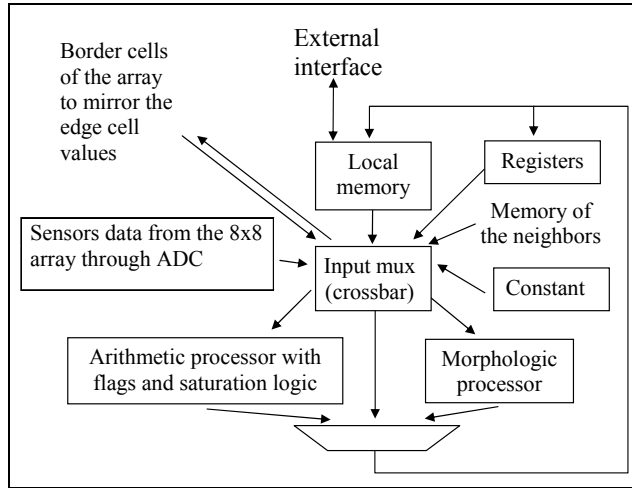 Border cells
of the array
to mirror the
edge cell
values
External
interface
Local
memory
Registers
Memory of
the neighbors
Sensors data from the 8x8
array through ADC
Input mux
(crossbar)
Constant
Arithmetic processor with
flags and saturation logic
Morphologic
processor